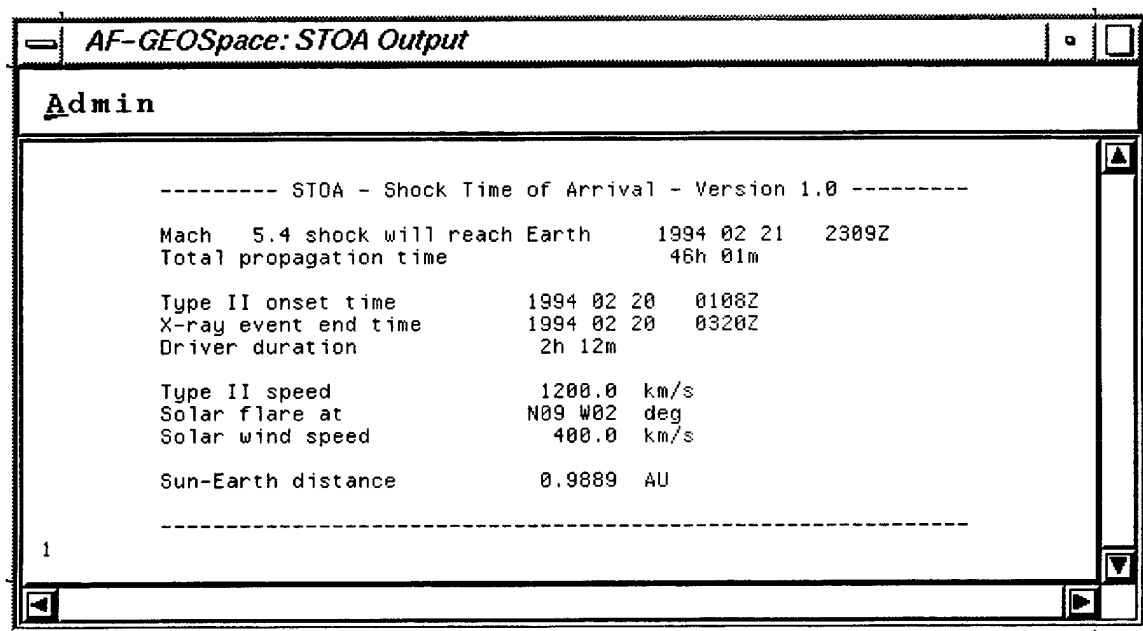 AF-GEOSpace: STOA Output
Admin
--------- STOA - Shock Time of Arrival - Version 1.0 ---------
Mach 5.4 shock will reach Earth 1994 02 21 2309Z
Total propagation time 46h 01m
Type II onset time 1994 02 20 0108Z
X-ray event end time 1994 02 20 0320Z
Driver duration 2h 12m
Type II speed 1200.0 km/s
Solar flare at N09 W02 deg
Solar wind speed 400.0 km/s
Sun-Earth distance 0.9889 AU
--------------------------------------------------------------
1